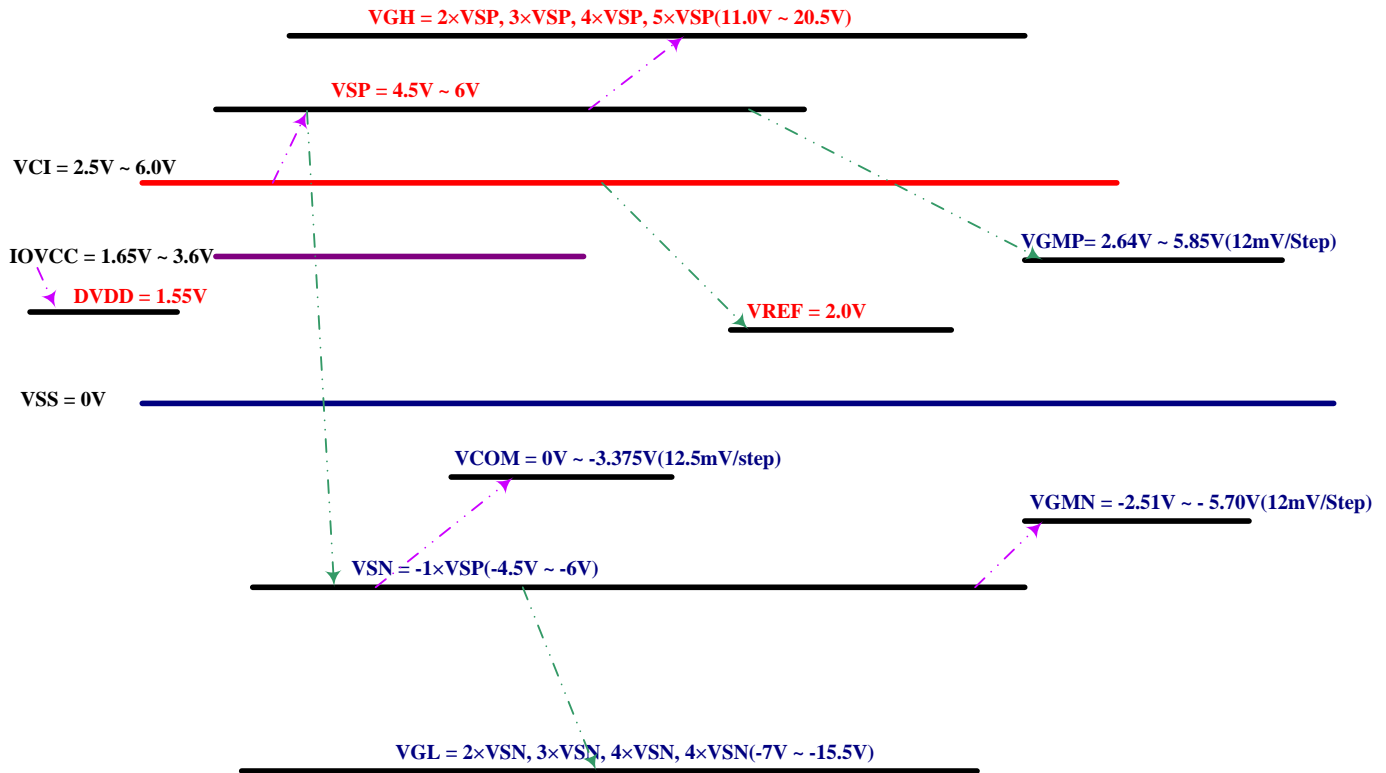 VGH = 2×VSP, 3×VSP, 4×VSP, 5×VSP(11.0V ~ 20.5V)
VSP = 4.5V ~ 6V
VCI = 2.5V ~ 6.0V
VGMP= 2.64V ~ 5.85V(12mV/Step)
IOVCC = 1.65V ~ 3.6V
DVDD = 1.55V
VREF = 2.0V
VSS = 0V
VCOM = 0V ~ -3.375V(12.5mV/step)
VGMN = -2.51V ~ - 5.70V(12mV/Step)
VSN = -1×VSP(-4.5V ~ -6V)
VGL = 2×VSN, 3×VSN, 4×VSN, 4×VSN(-7V ~ -15.5V)